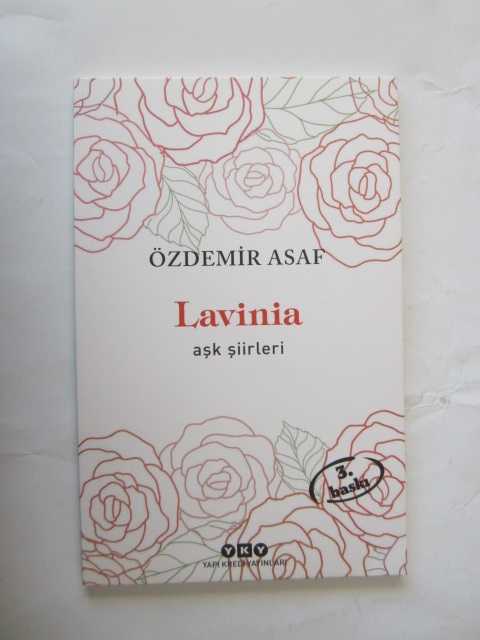 ÖZDEMİR ASAF
Lavinia
aşk şiirleri
3.
baskı
YKY
YAPI KREDİ YAYINLARI